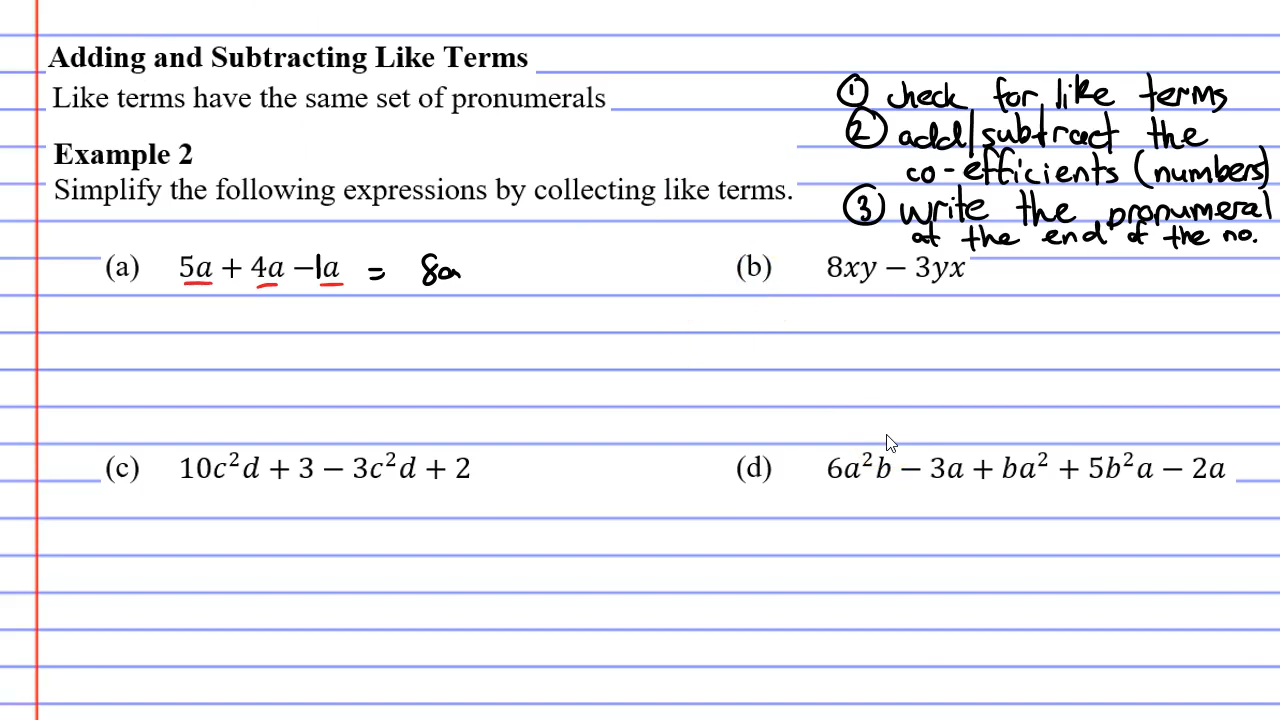 Adding and Subtracting Like Terms
Like terms have the same set of pronumerals
① check for like terms
② add/subtract the
co-efficients (numbers)
③ write the pronumeral
at the end of the no.
Example 2
Simplify the following expressions by collecting like terms.
(a) 5a + 4a − 1a = 8a
(b) 8xy − 3yx
(c) 10c²d + 3 − 3c²d + 2
(d) 6a²b − 3a + ba² + 5b²a − 2a